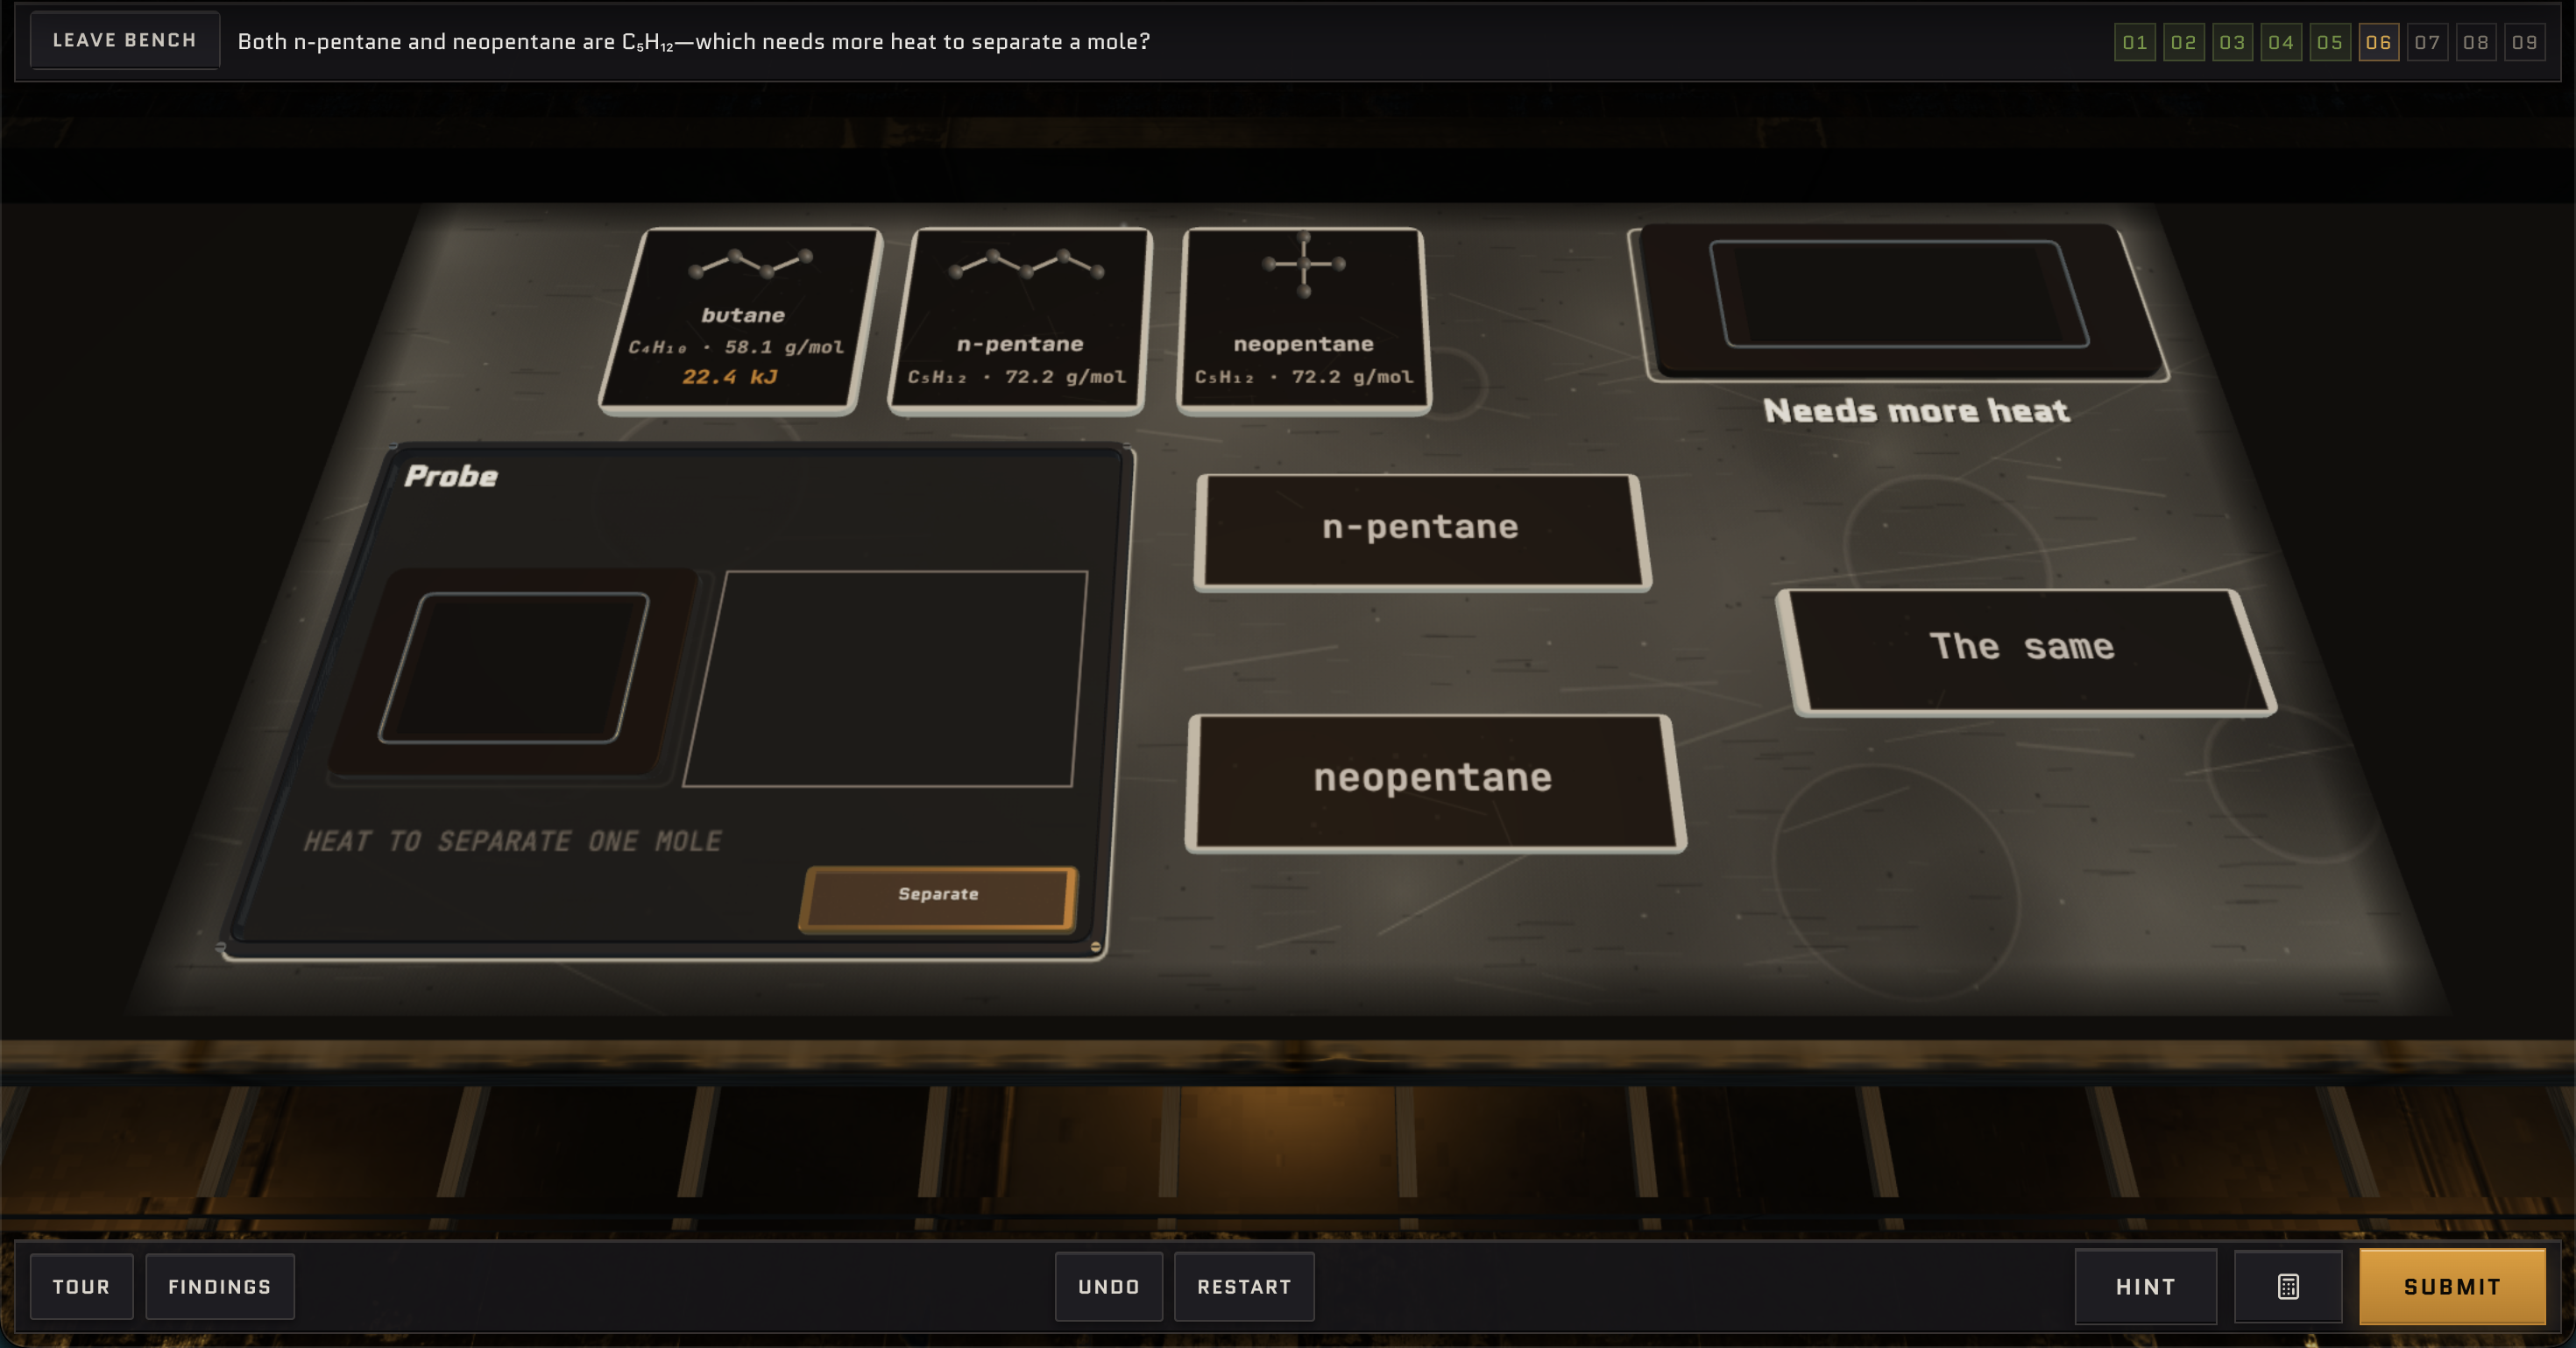 LEAVE BENCH
Both n-pentane and neopentane are C₅H₁₂—which needs more heat to separate a mole?
01 02 03 04 05 06 07 08 09
butane
C₄H₁₀ · 58.1 g/mol
22.4 kJ
n-pentane
C₅H₁₂ · 72.2 g/mol
neopentane
C₅H₁₂ · 72.2 g/mol
Needs more heat
Probe
n-pentane
The same
neopentane
HEAT TO SEPARATE ONE MOLE
Separate
TOUR
FINDINGS
UNDO
RESTART
HINT
SUBMIT